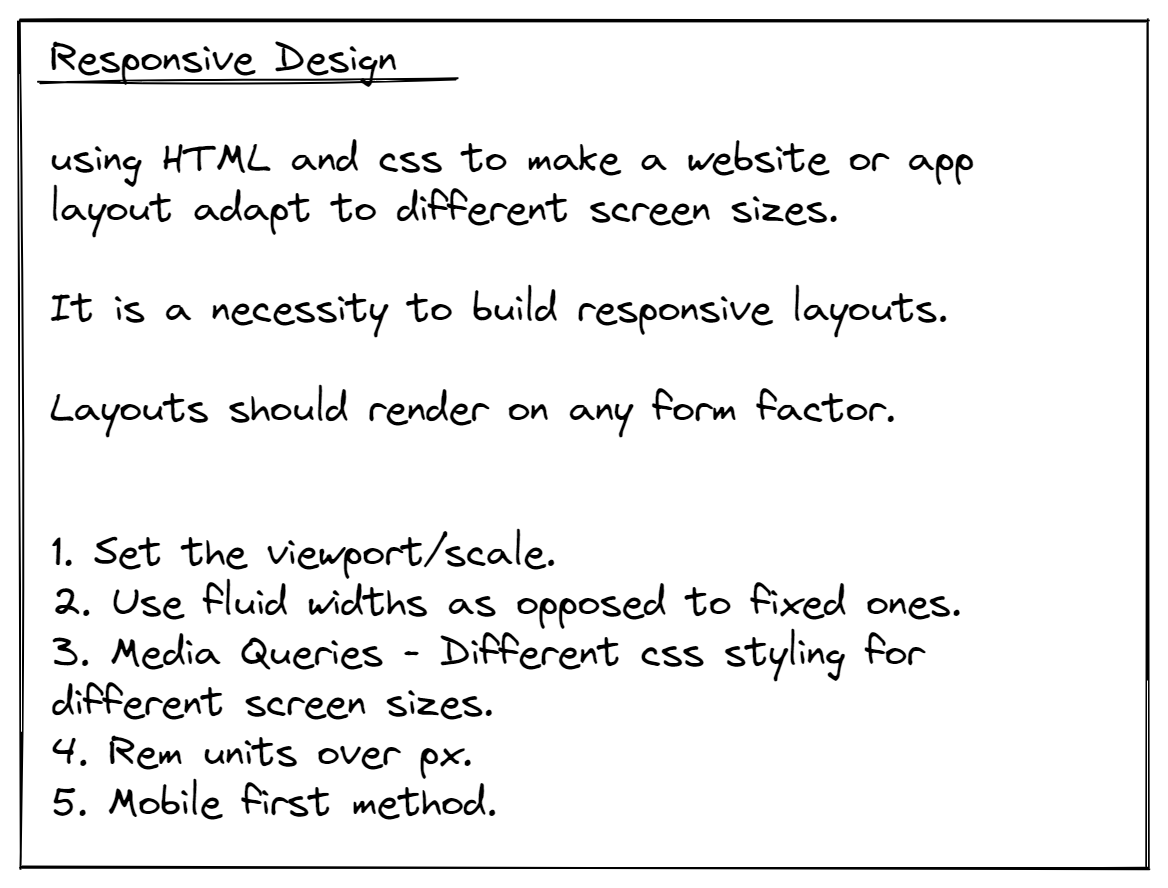 Responsive Design
using HTML and css to make a website or app
layout adapt to different screen sizes.
It is a necessity to build responsive layouts.
Layouts should render on any form factor.
1. Set the viewport/scale.
2. Use fluid widths as opposed to fixed ones.
3. Media Queries - Different css styling for
different screen sizes.
4. Rem units over px.
5. Mobile first method.